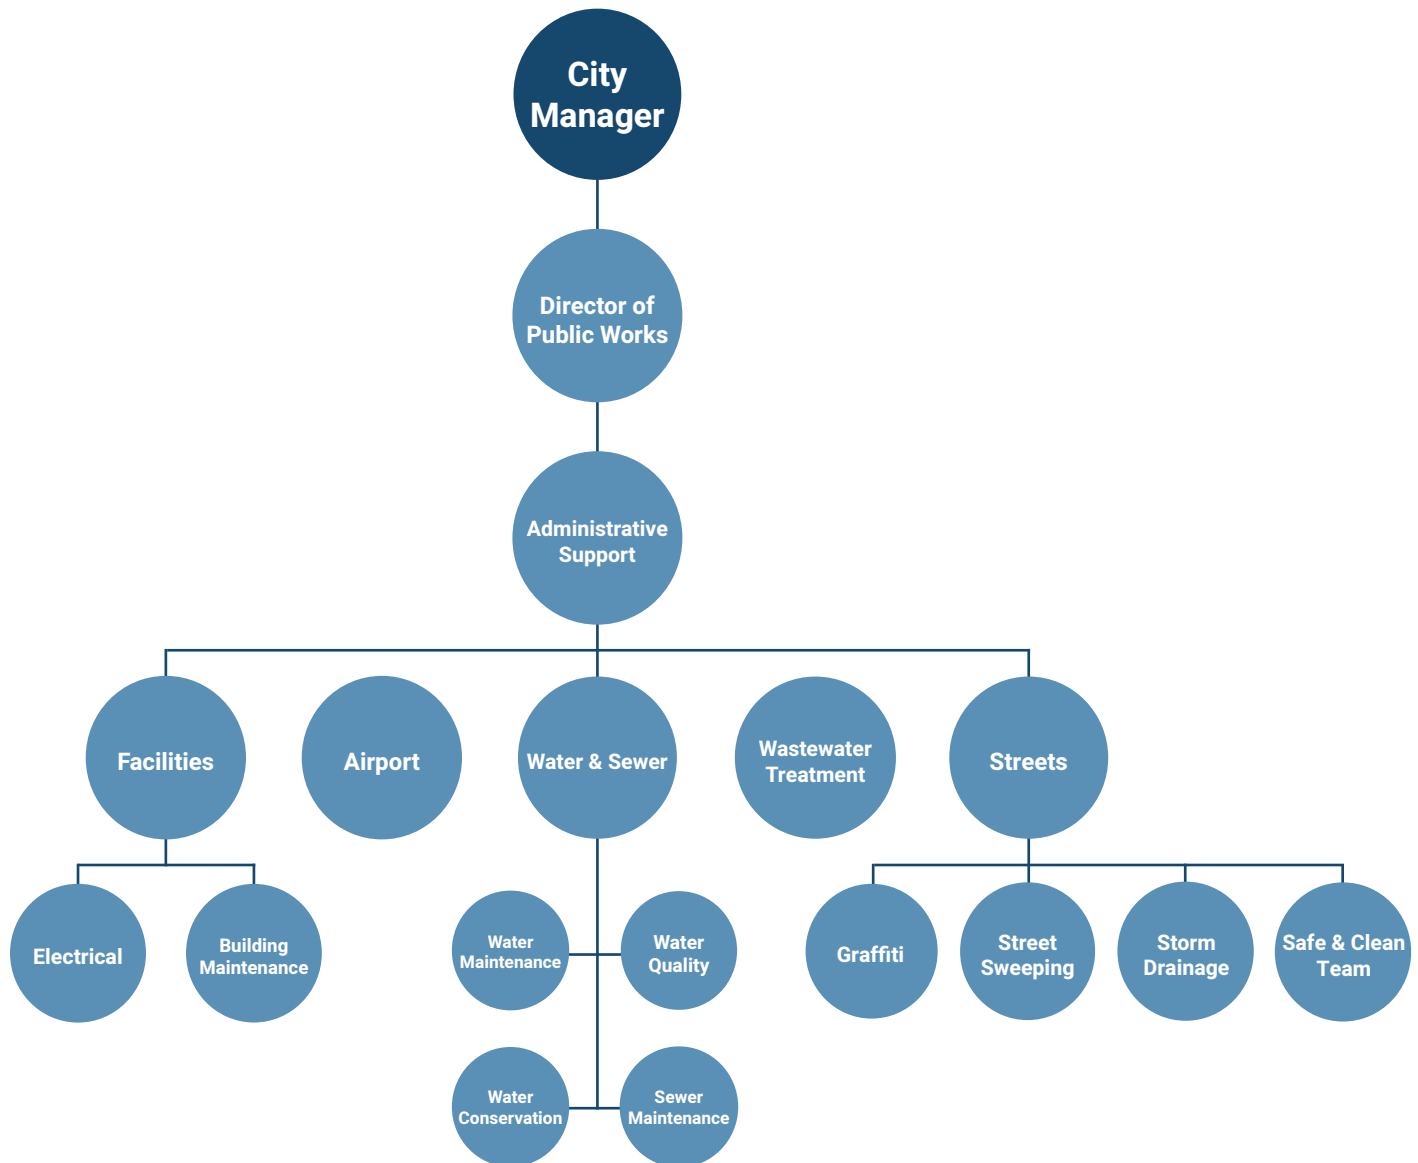 City
Manager
Director of
Public Works
Administrative
Support
Facilities
Airport
Water & Sewer
Wastewater
Treatment
Streets
Electrical
Building
Maintenance
Water
Maintenance
Water
Quality
Graffiti
Street
Sweeping
Storm
Drainage
Safe & Clean
Team
Water
Conservation
Sewer
Maintenance